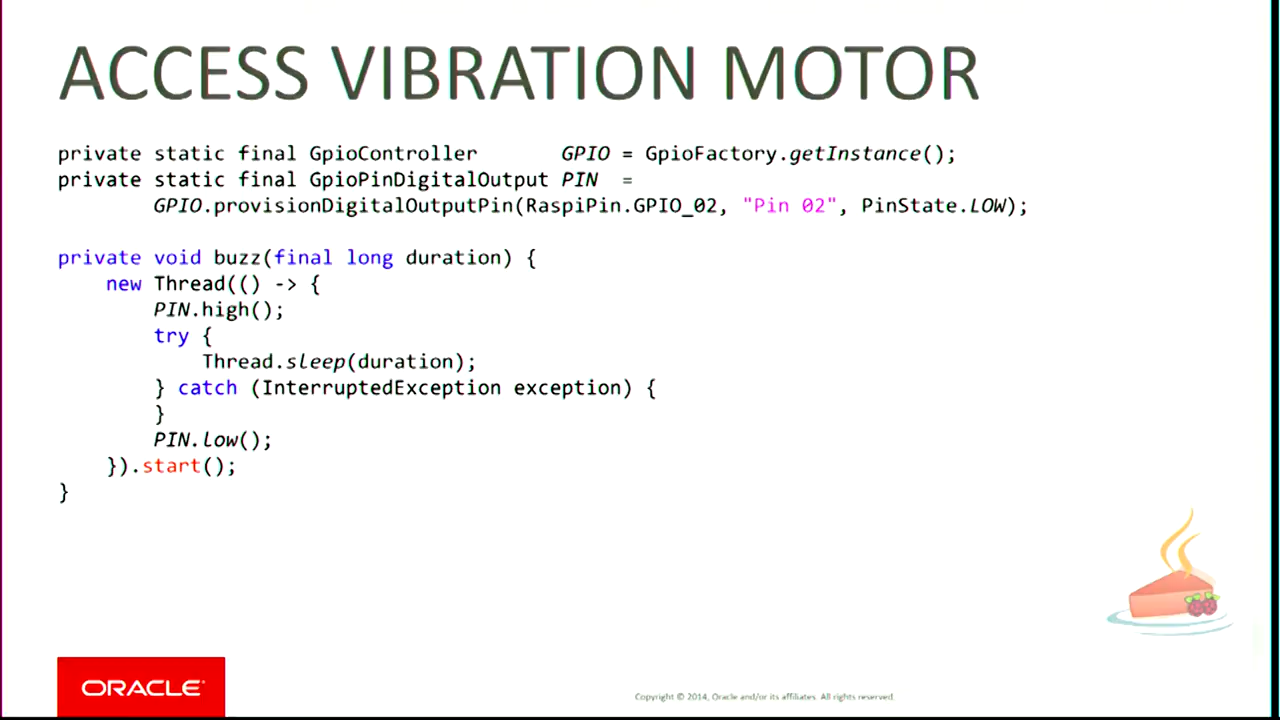 ACCESS VIBRATION MOTOR
private static final GpioController       GPIO = GpioFactory.getInstance();
private static final GpioPinDigitalOutput PIN  =
        GPIO.provisionDigitalOutputPin(RaspiPin.GPIO_02, "Pin 02", PinState.LOW);
private void buzz(final long duration) {
    new Thread(() -> {
        PIN.high();
        try {
            Thread.sleep(duration);
        } catch (InterruptedException exception) {
        }
        PIN.low();
    }).start();
}
ORACLE
Copyright © 2014, Oracle and/or its affiliates. All rights reserved.